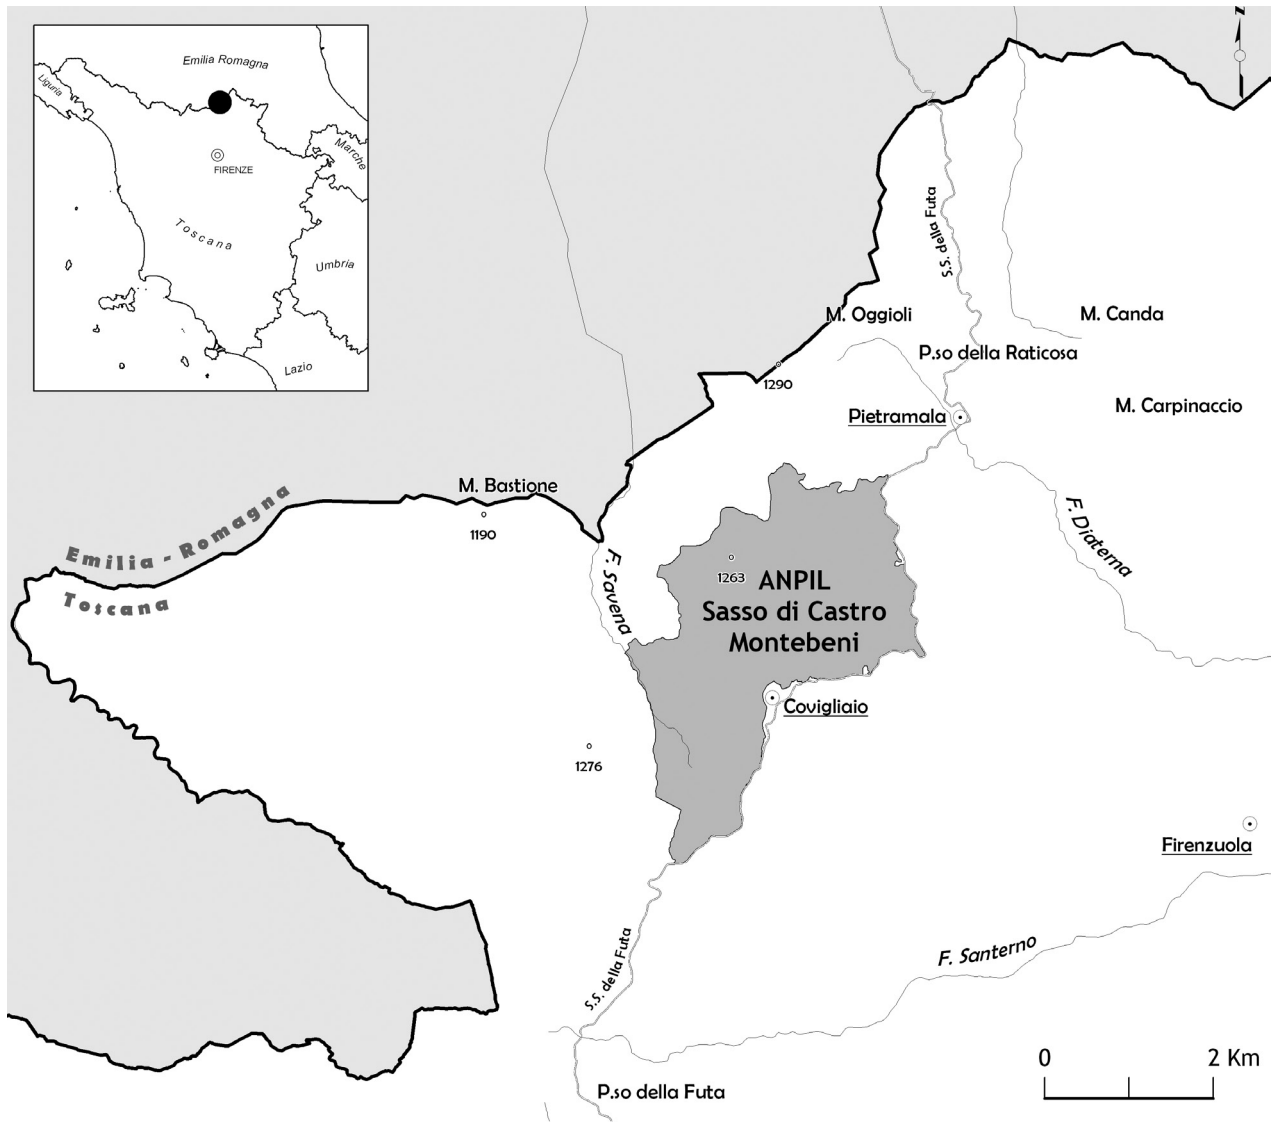 Emilia Romagna
Liguria
Marche
FIRENZE
Toscana
Umbria
Lazio
S.S. della Futa
M. Oggioli
M. Canda
P.so della Raticosa
1290
M. Carpinaccio
Pietramala
M. Bastione
1190
Emilia - Romagna
Toscana
F. Savena
F. Diaterna
1263
ANPIL
Sasso di Castro
Montebeni
Covigliaio
1276
Firenzuola
S.S. della Futa
F. Santerno
P.so della Futa
0
2 Km